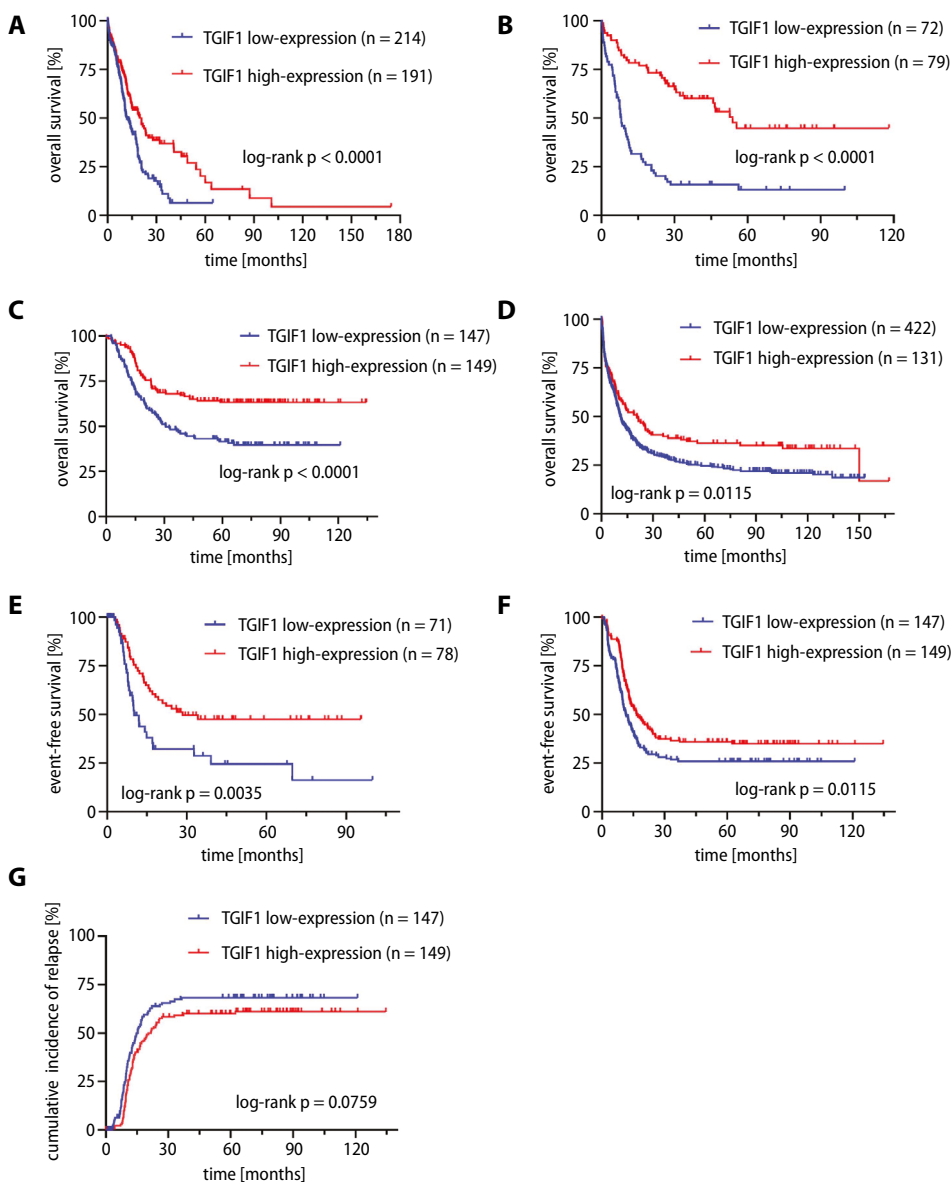 A
TGIF1 low-expression (n = 214)
TGIF1 high-expression (n = 191)
overall survival [%]
100
75
50
25
0
log-rank p < 0.0001
0 30 60 90 120 150 180
time [months]
B
TGIF1 low-expression (n = 72)
TGIF1 high-expression (n = 79)
overall survival [%]
100
75
50
25
0
log-rank p < 0.0001
0 30 60 90 120
time [months]
C
TGIF1 low-expression (n = 147)
TGIF1 high-expression (n = 149)
overall survival [%]
100
75
50
25
0
log-rank p < 0.0001
0 30 60 90 120
time [months]
D
TGIF1 low-expression (n = 422)
TGIF1 high-expression (n = 131)
overall survival [%]
100
75
50
25
0
log-rank p = 0.0115
0 30 60 90 120 150
time [months]
E
TGIF1 low-expression (n = 71)
TGIF1 high-expression (n = 78)
event-free survival [%]
100
75
50
25
0
log-rank p = 0.0035
0 30 60 90
time [months]
F
TGIF1 low-expression (n = 147)
TGIF1 high-expression (n = 149)
event-free survival [%]
100
75
50
25
0
log-rank p = 0.0115
0 30 60 90 120
time [months]
G
TGIF1 low-expression (n = 147)
TGIF1 high-expression (n = 149)
cumulative incidence of relapse [%]
100
75
50
25
0
log-rank p = 0.0759
0 30 60 90 120
time [months]